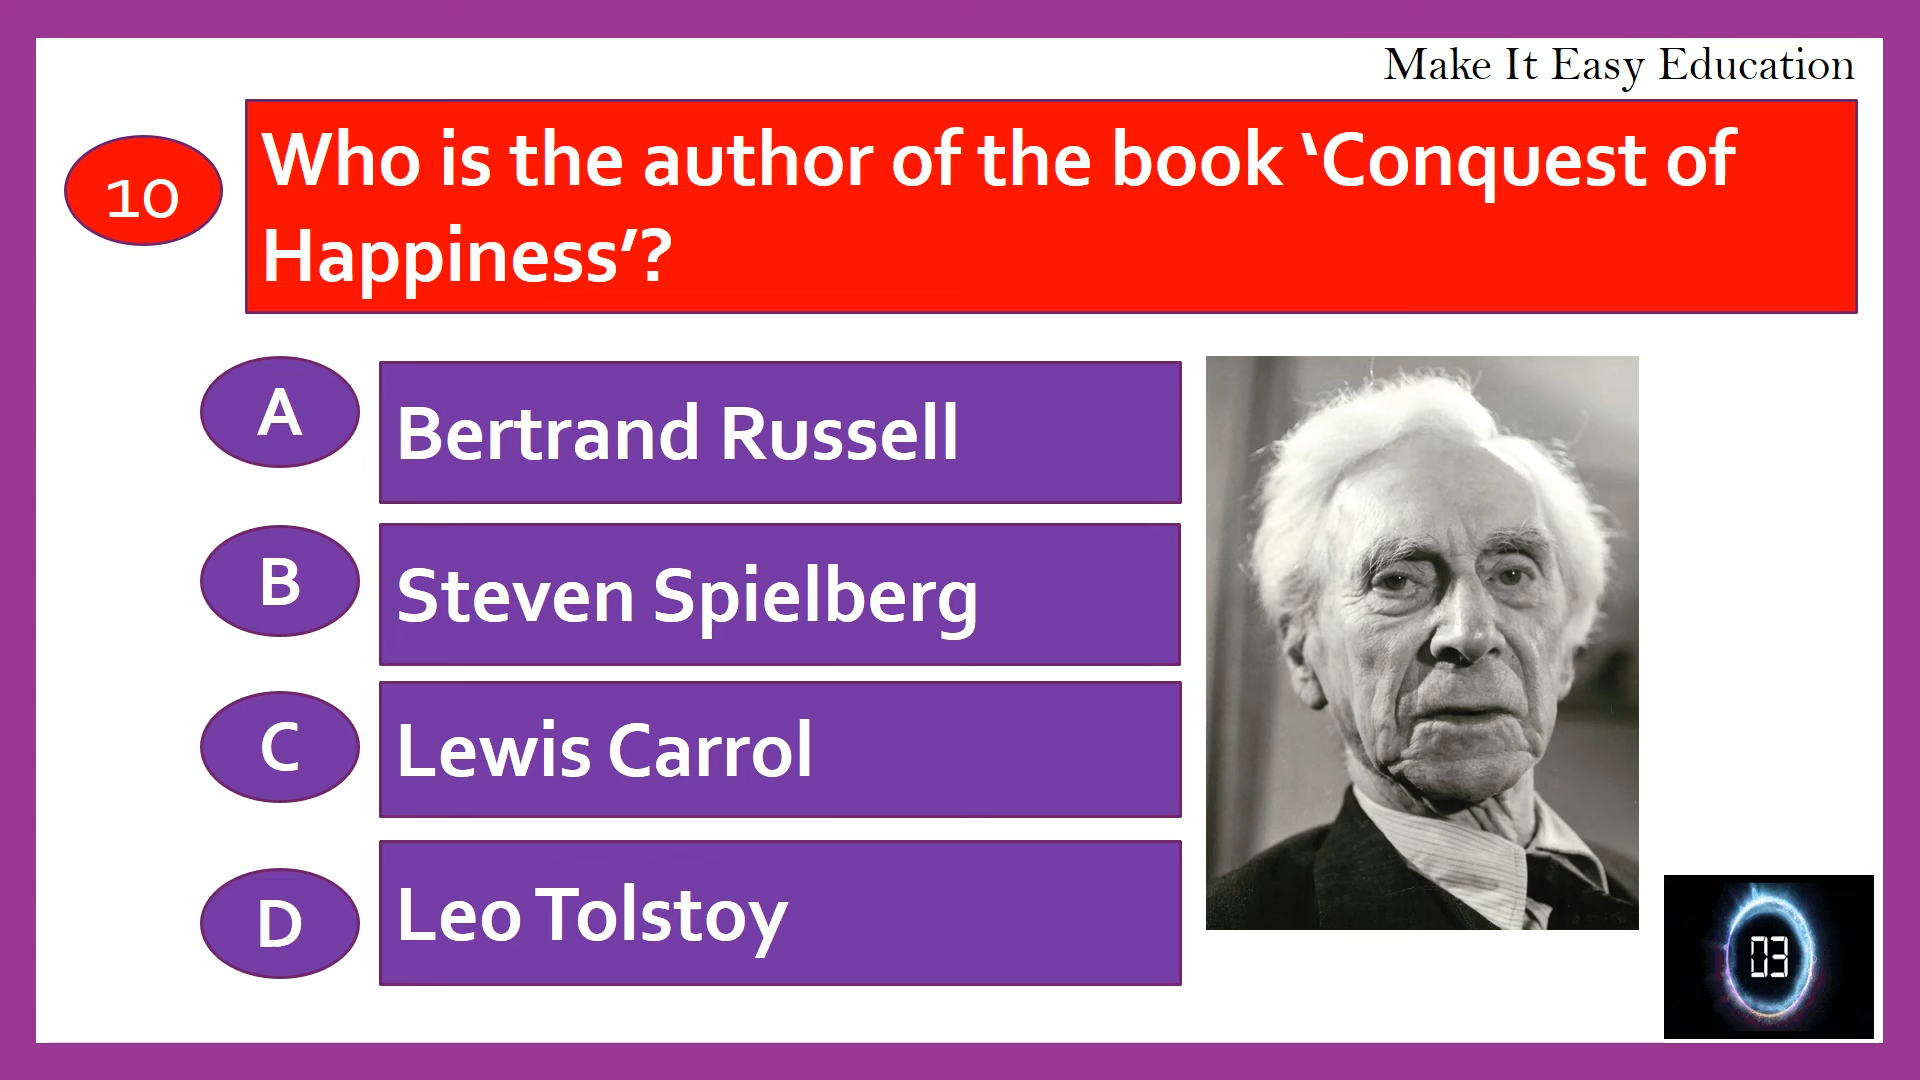 Make It Easy Education
10
Who is the author of the book ‘Conquest of
Happiness’?
A
Bertrand Russell
B
Steven Spielberg
C
Lewis Carrol
D
Leo Tolstoy
03